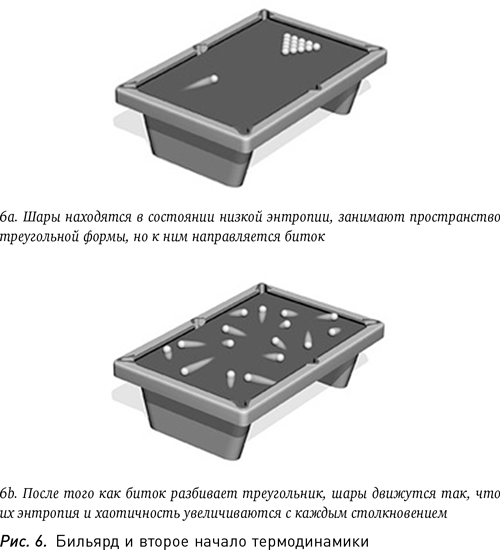 6a. Шары находятся в состоянии низкой энтропии, занимают пространство
треугольной формы, но к ним направляется биток
6b. После того как биток разбивает треугольник, шары движутся так, что
их энтропия и хаотичность увеличиваются с каждым столкновением
Рис. 6. Бильярд и второе начало термодинамики